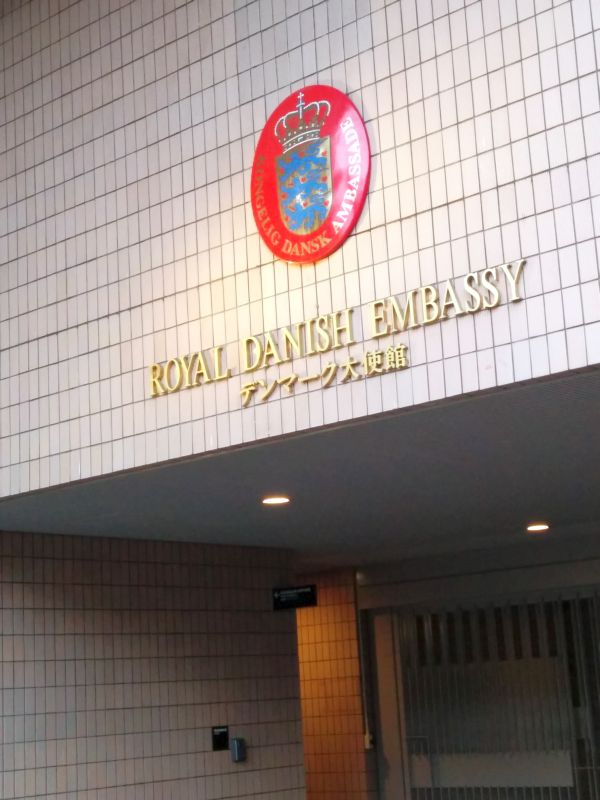 KONGELIG DANSK AMBASSADE
ROYAL DANISH EMBASSY
デンマーク大使館